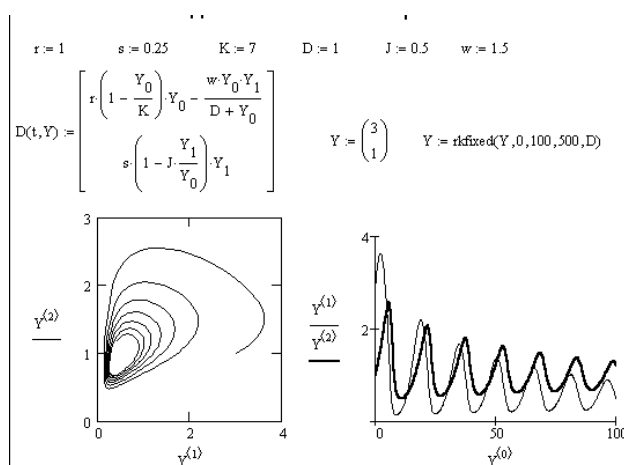 r := 1 s := 0.25 K := 7 D := 1 J := 0.5 w := 1.5
D(t,Y) := [ r·(1 − Y₀/K)·Y₀ − w·Y₀·Y₁/(D + Y₀)
s·(1 − J·Y₁/Y₀)·Y₁ ]
Y := (3 1) Y := rkfixed(Y,0,100,500,D)
3
2
1
0
Y⟨2⟩
0 2 4
Y⟨1⟩
4
2
Y⟨1⟩
Y⟨2⟩
0 50 100
Y⟨0⟩